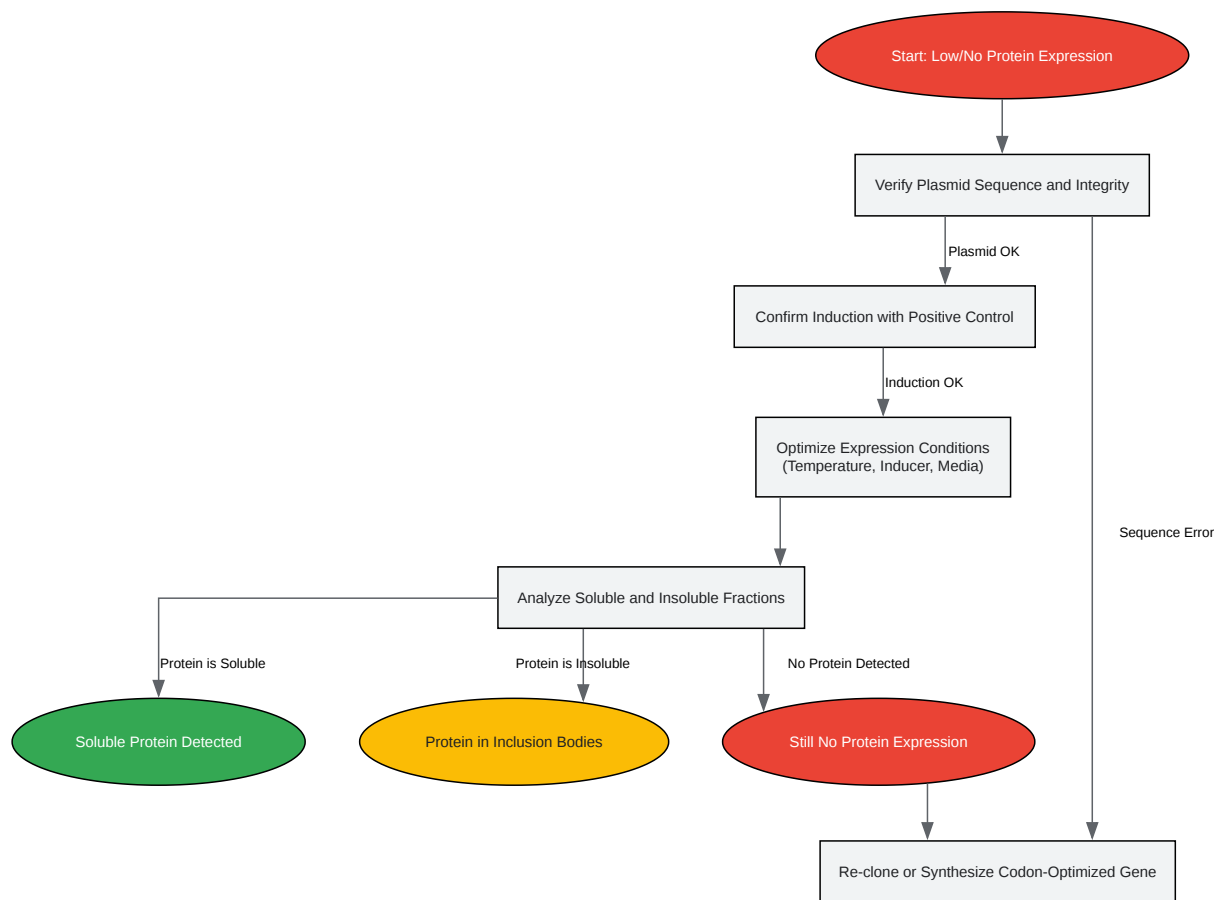 Start: Low/No Protein Expression
Verify Plasmid Sequence and Integrity
Plasmid OK
Confirm Induction with Positive Control
Induction OK
Optimize Expression Conditions
(Temperature, Inducer, Media)
Sequence Error
Analyze Soluble and Insoluble Fractions
Protein is Soluble
Protein is Insoluble
No Protein Detected
Soluble Protein Detected
Protein in Inclusion Bodies
Still No Protein Expression
Re-clone or Synthesize Codon-Optimized Gene